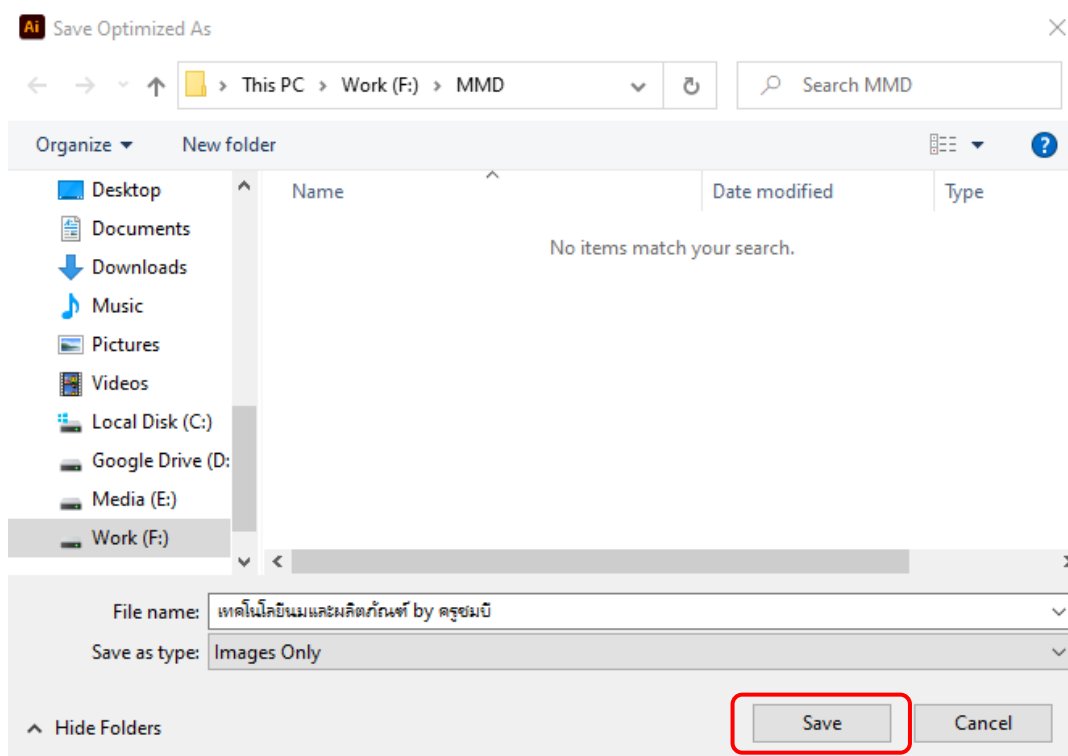 Ai Save Optimized As
This PC > Work (F:) > MMD
Search MMD
Organize New folder ?
Desktop
Documents
Downloads
Music
Pictures
Videos
Local Disk (C:)
Google Drive (D:
Media (E:)
Work (F:)
Name Date modified Type
No items match your search.
File name: เทคโนโลยีนมและผลิตภัณฑ์ by ครูชมบี
Save as type: Images Only
Hide Folders Save Cancel